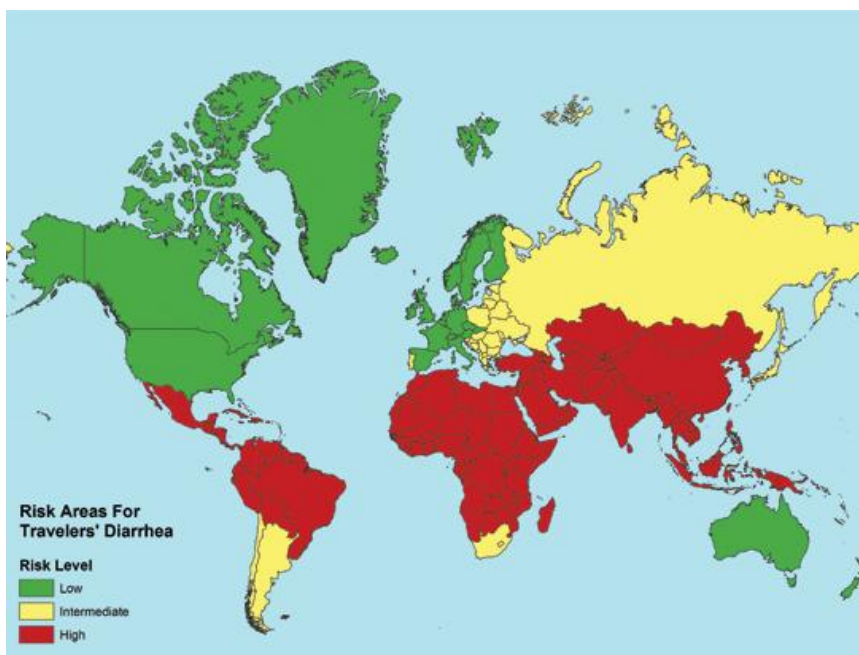 Risk Areas For
Travelers' Diarrhea
Risk Level
Low
Intermediate
High